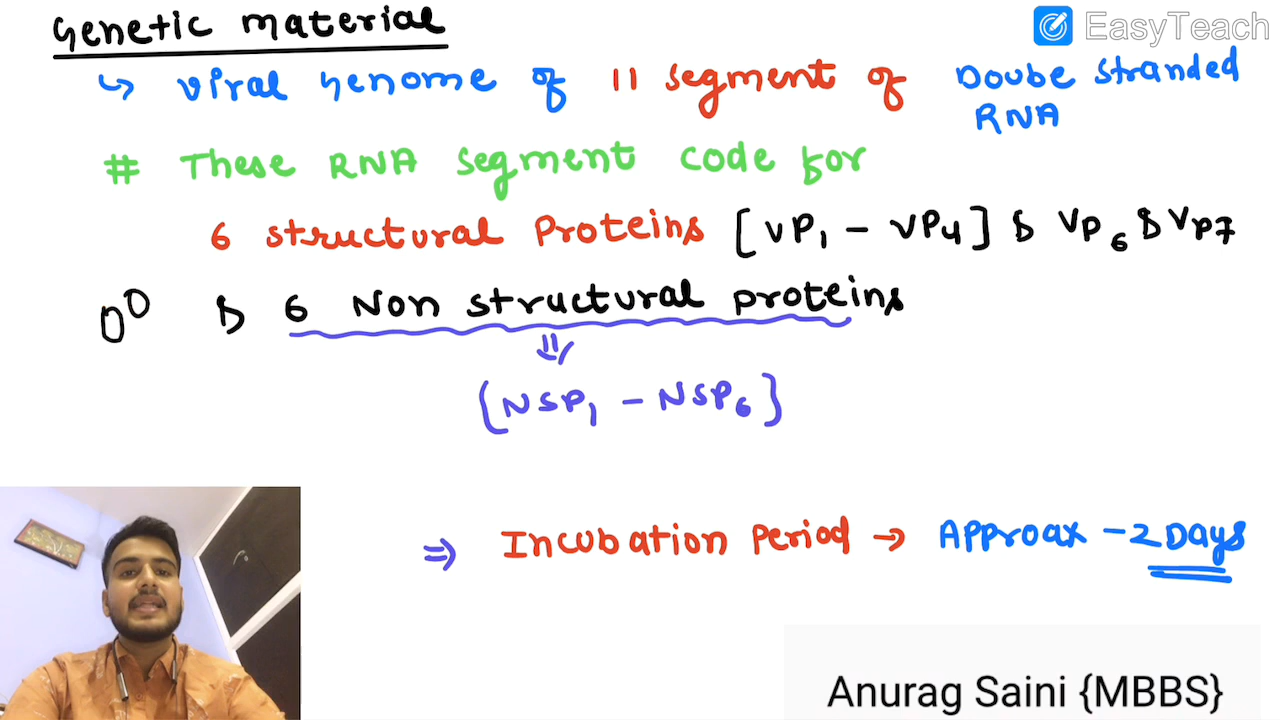 Genetic material
EasyTeach
↳ Viral Genome of 11 segment of Doube stranded
RNA
# These RNA segment code for
6 structural Proteins [VP1 - VP4] & VP6 & VP7
& 6 Non structural proteins
(NSP1 - NSP6)
⇒ Incubation Period → Approax - 2 Days
Anurag Saini {MBBS}